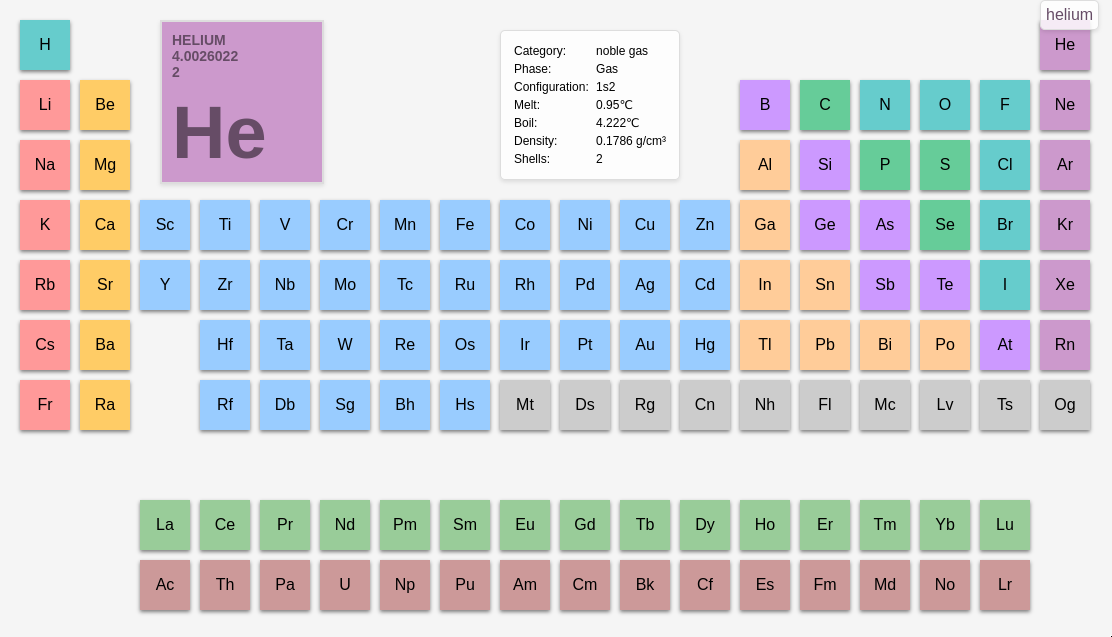 helium
H He
HELIUM
4.0026022
2
He
Category: noble gas
Phase: Gas
Configuration: 1s2
Melt: 0.95℃
Boil: 4.222℃
Density: 0.1786 g/cm³
Shells: 2
Li Be B C N O F Ne
Na Mg Al Si P S Cl Ar
K Ca Sc Ti V Cr Mn Fe Co Ni Cu Zn Ga Ge As Se Br Kr
Rb Sr Y Zr Nb Mo Tc Ru Rh Pd Ag Cd In Sn Sb Te I Xe
Cs Ba Hf Ta W Re Os Ir Pt Au Hg Tl Pb Bi Po At Rn
Fr Ra Rf Db Sg Bh Hs Mt Ds Rg Cn Nh Fl Mc Lv Ts Og
La Ce Pr Nd Pm Sm Eu Gd Tb Dy Ho Er Tm Yb Lu
Ac Th Pa U Np Pu Am Cm Bk Cf Es Fm Md No Lr